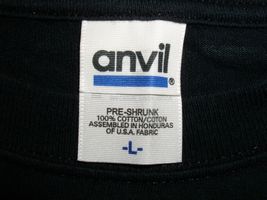 anvil
®
PRE-SHRUNK
100% COTTON/COTON
ASSEMBLED IN HONDURAS
OF U.S.A. FABRIC
-L-